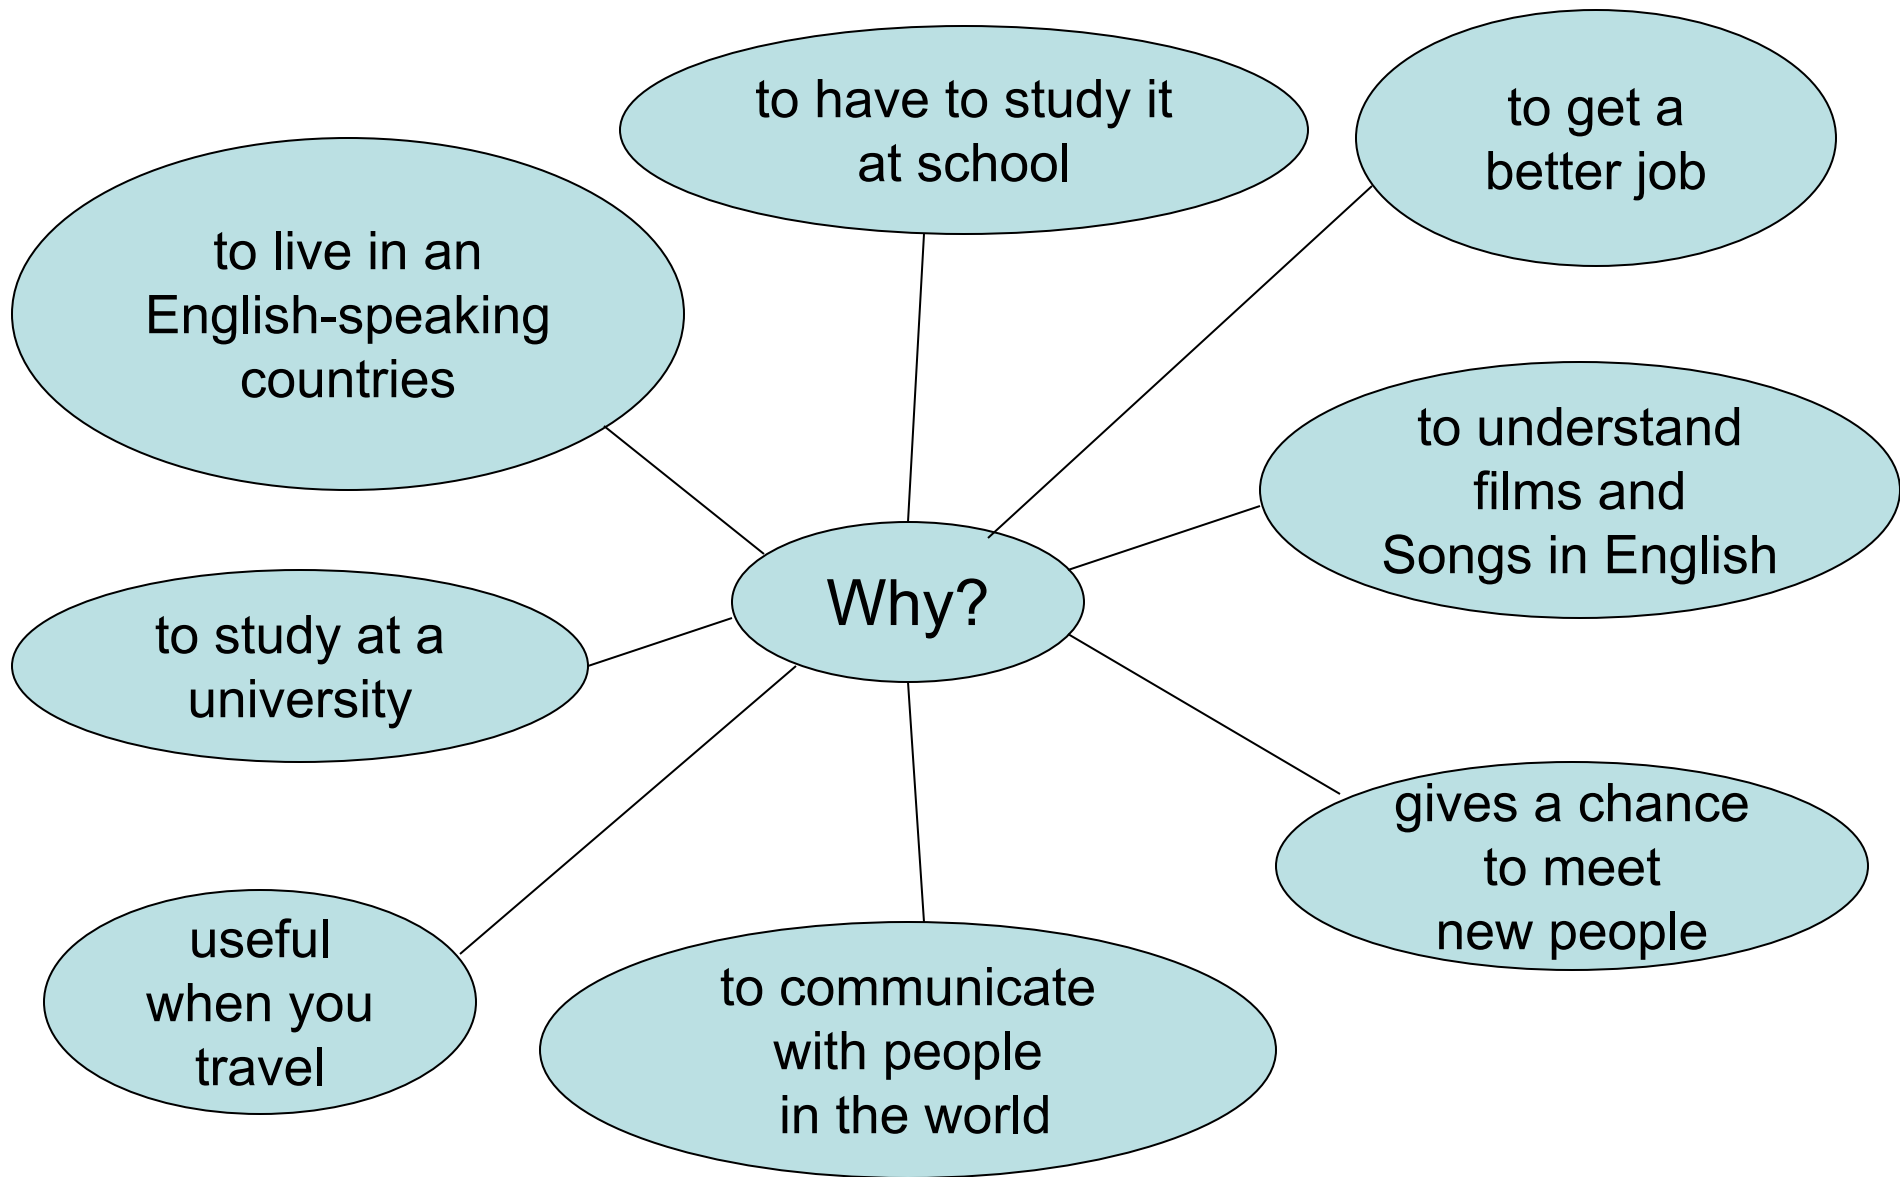 to have to study it
at school
to get a
better job
to live in an
English-speaking
countries
to understand
films and
Songs in English
Why?
to study at a
university
gives a chance
to meet
new people
useful
when you
travel
to communicate
with people
in the world